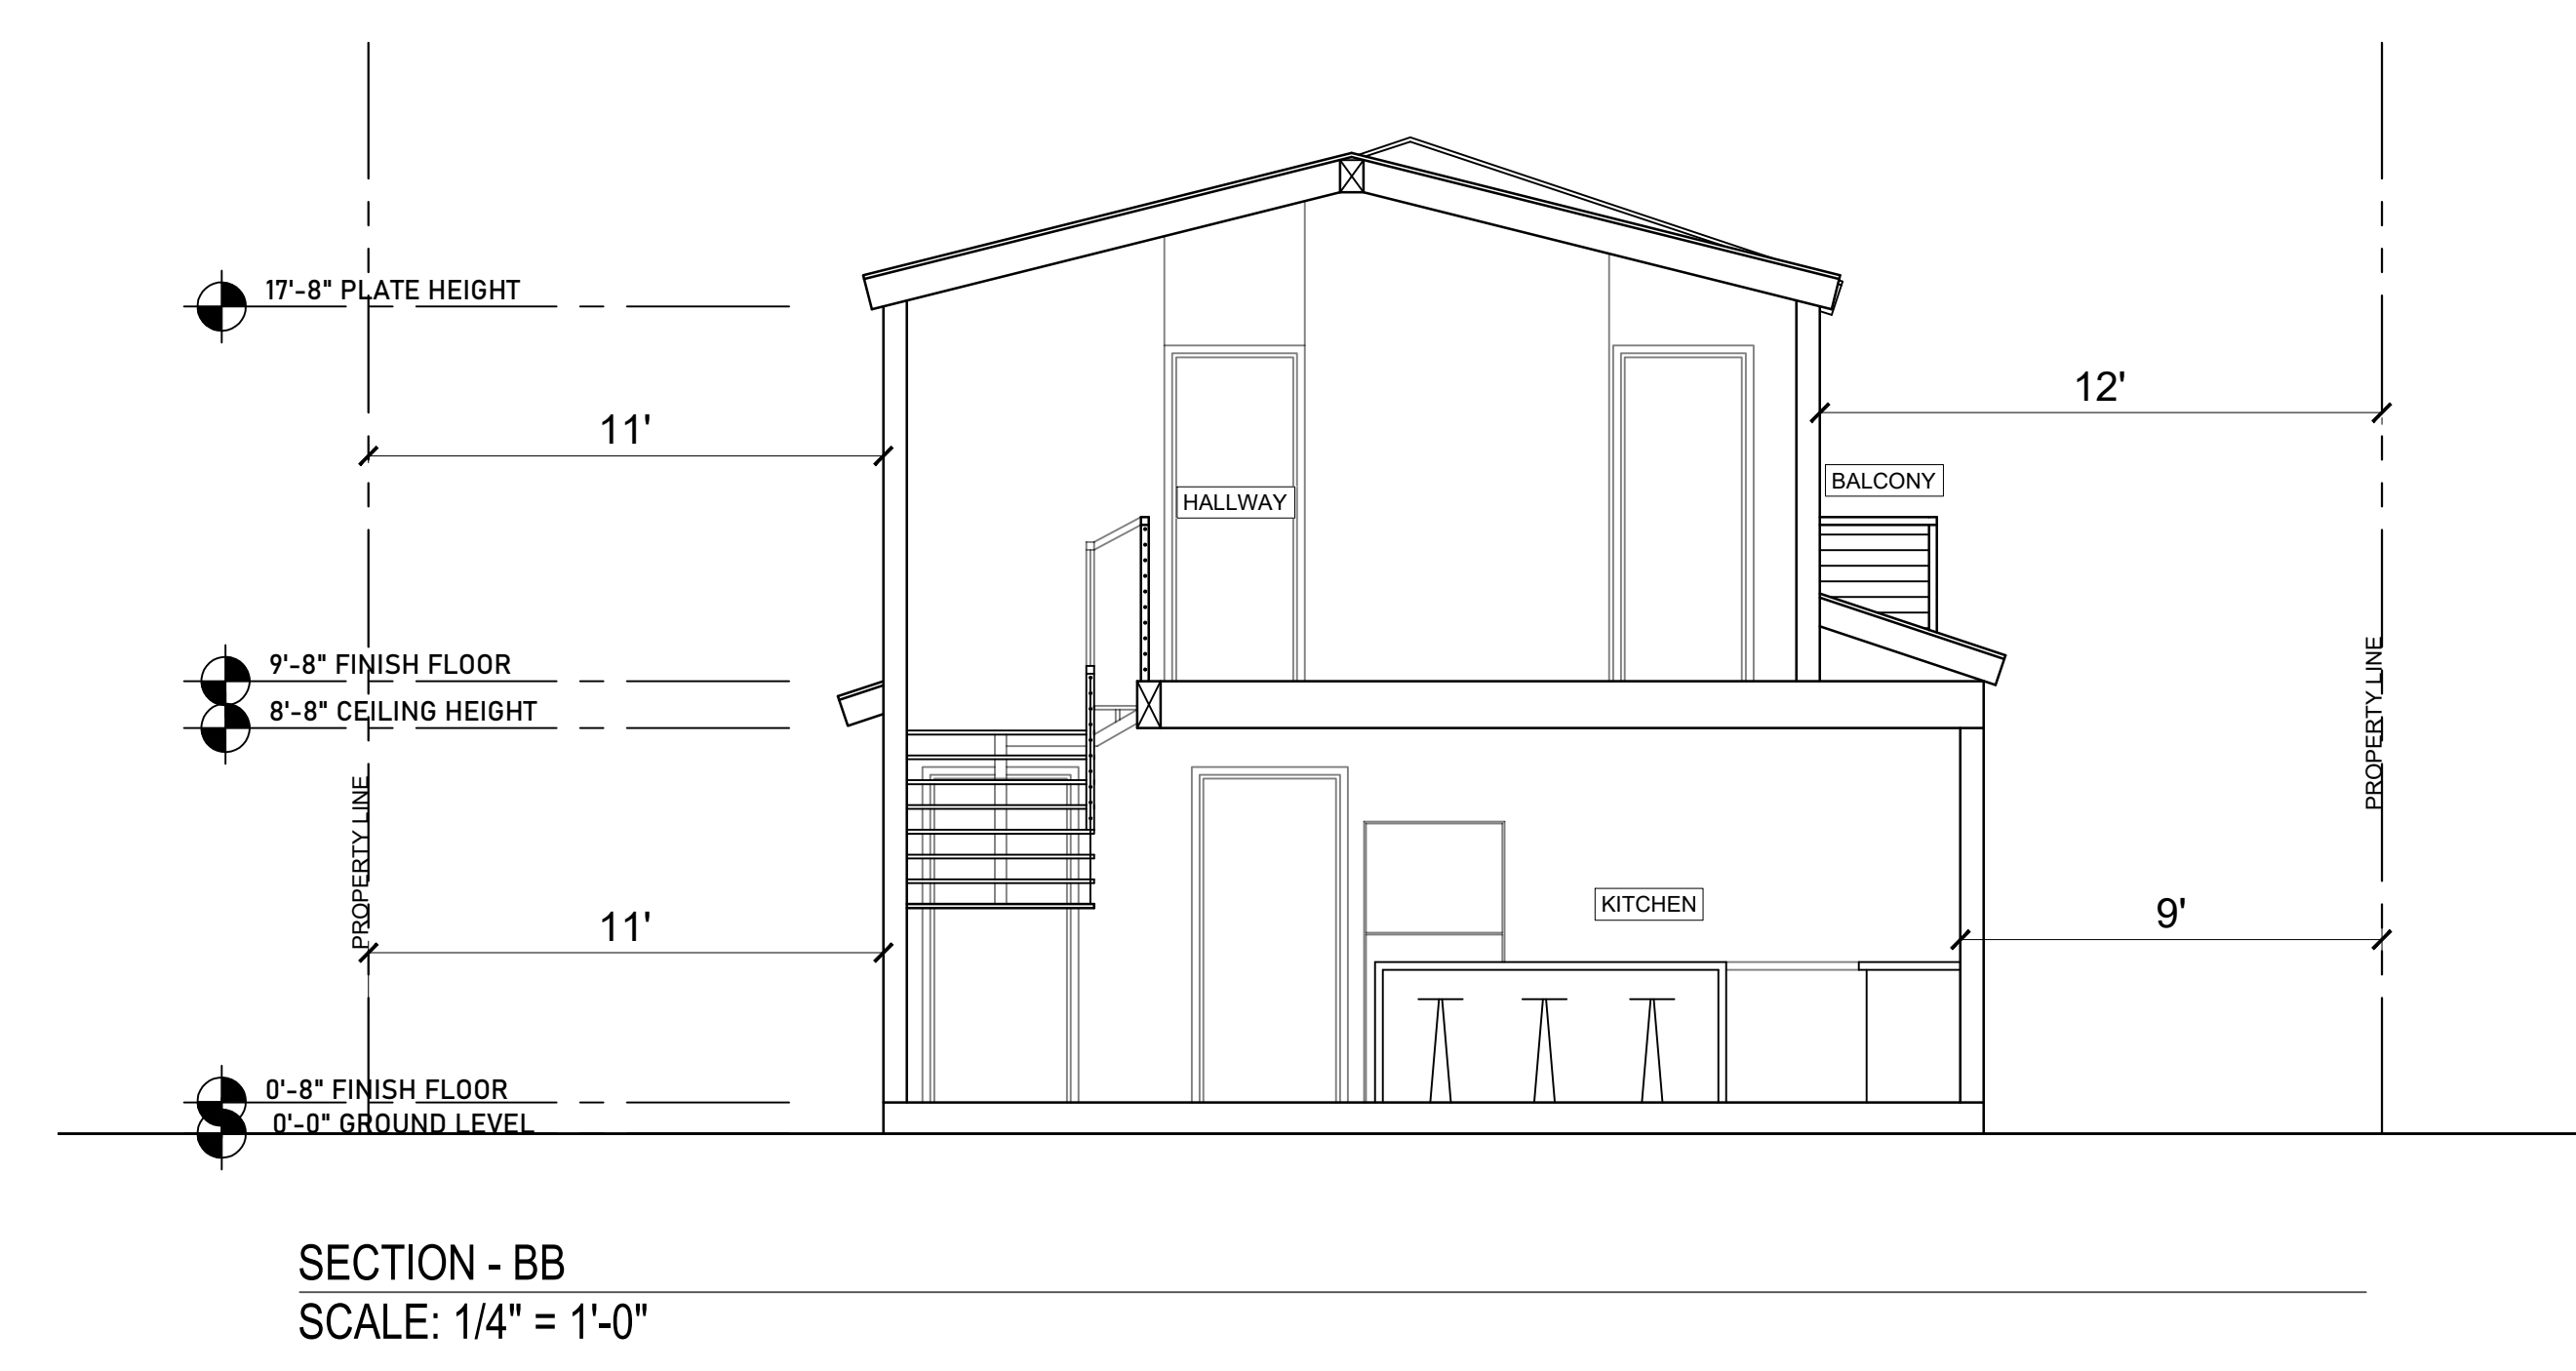 17'-8" PLATE HEIGHT
12'
11'
BALCONY
HALLWAY
9'-8" FINISH FLOOR
8'-8" CEILING HEIGHT
PROPERTY LINE
PROPERTY LINE
KITCHEN
11'
9'
0'-8" FINISH FLOOR
0'-0" GROUND LEVEL
SECTION - BB
SCALE: 1/4" = 1'-0"